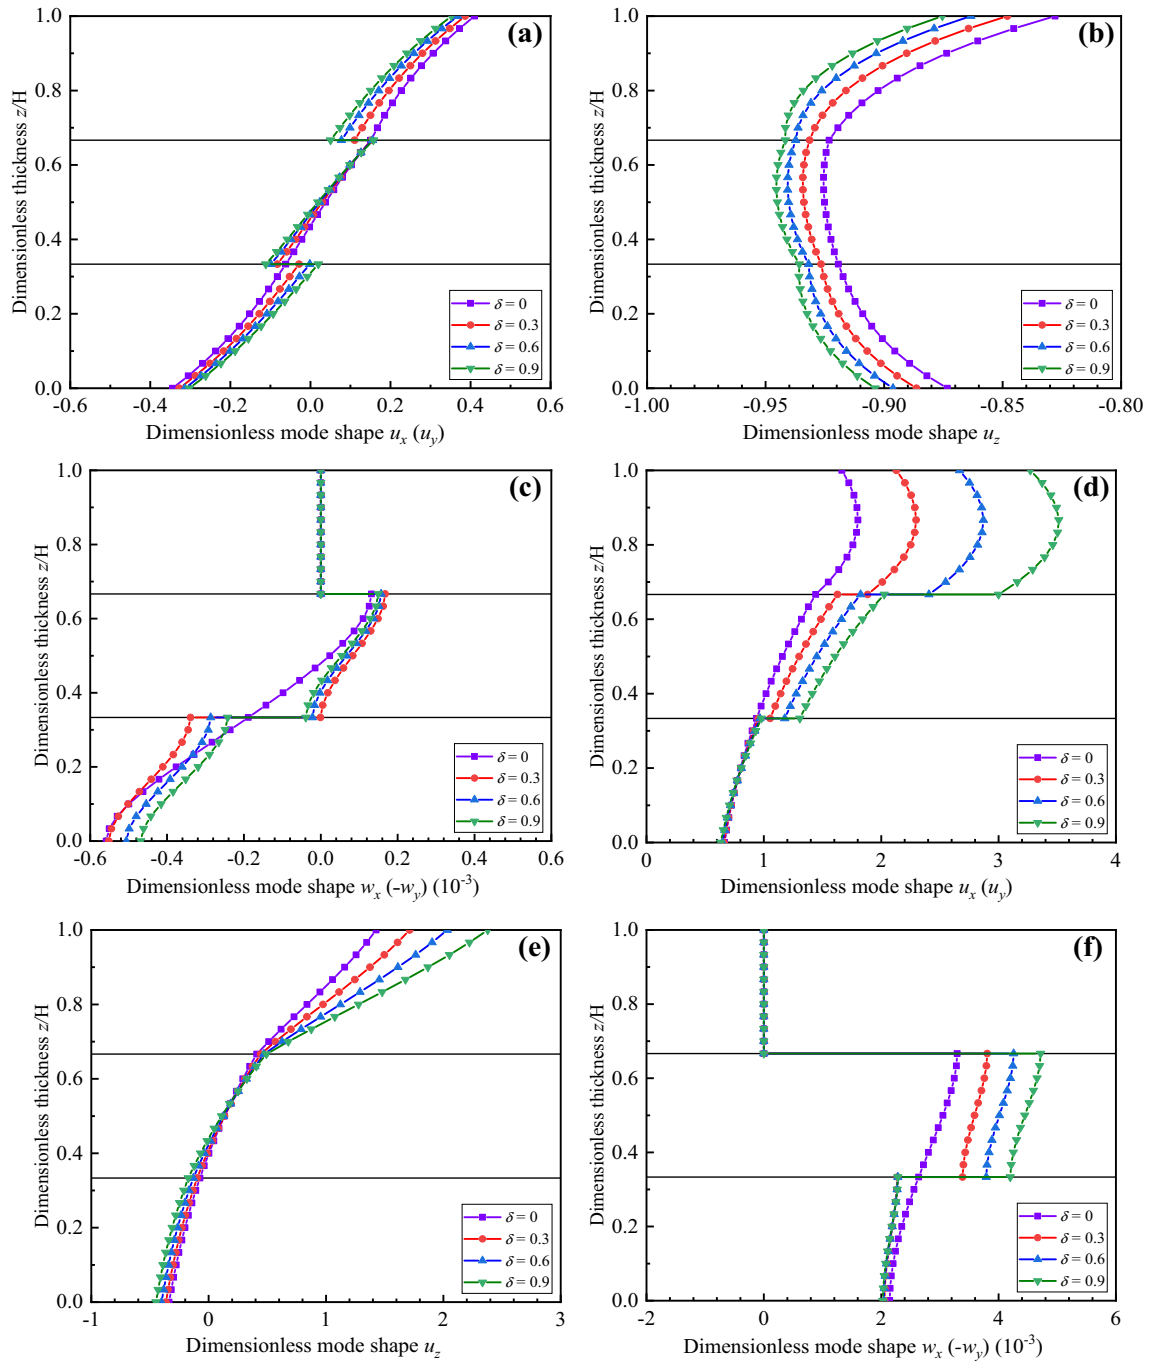 (a)
1.0
0.8
0.6
0.4
0.2
0.0
Dimensionless thickness z/H
δ = 0
δ = 0.3
δ = 0.6
δ = 0.9
-0.6 -0.4 -0.2 0.0 0.2 0.4 0.6
Dimensionless mode shape u_x (u_y)
(b)
1.0
0.8
0.6
0.4
0.2
0.0
Dimensionless thickness z/H
δ = 0
δ = 0.3
δ = 0.6
δ = 0.9
-1.00 -0.95 -0.90 -0.85 -0.80
Dimensionless mode shape u_z
(c)
1.0
0.8
0.6
0.4
0.2
0.0
Dimensionless thickness z/H
δ = 0
δ = 0.3
δ = 0.6
δ = 0.9
-0.6 -0.4 -0.2 0.0 0.2 0.4 0.6
Dimensionless mode shape w_x (-w_y) (10⁻³)
(d)
1.0
0.8
0.6
0.4
0.2
0.0
Dimensionless thickness z/H
δ = 0
δ = 0.3
δ = 0.6
δ = 0.9
0 1 2 3 4
Dimensionless mode shape u_x (u_y)
(e)
1.0
0.8
0.6
0.4
0.2
0.0
Dimensionless thickness z/H
δ = 0
δ = 0.3
δ = 0.6
δ = 0.9
-1 0 1 2 3
Dimensionless mode shape u_z
(f)
1.0
0.8
0.6
0.4
0.2
0.0
Dimensionless thickness z/H
δ = 0
δ = 0.3
δ = 0.6
δ = 0.9
-2 0 2 4 6
Dimensionless mode shape w_x (-w_y) (10⁻³)